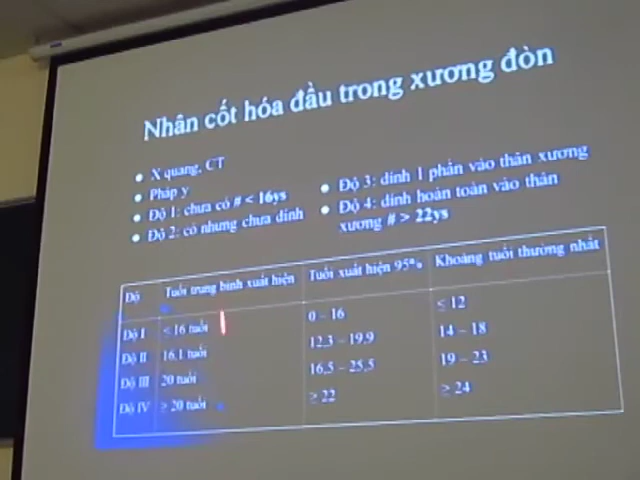 Nhân cốt hóa đầu trong xương đòn
X quang, CT
Pháp y
Độ 1: chưa có # < 16ys
Độ 2: có nhưng chưa dính
Độ 3: dính 1 phần vào thân xương
Độ 4: dính hoàn toàn vào thân
xương # > 22ys
Độ Tuổi trung bình xuất hiện Tuổi xuất hiện 95% Khoảng tuổi thường nhất
Độ I ≤ 16 tuổi 0 – 16 ≤ 12
Độ II 16,1 tuổi 12,3 – 19,9 14 – 18
Độ III 20 tuổi 16,5 – 25,5 19 – 23
Độ IV ≥ 20 tuổi ≥ 22 ≥ 24